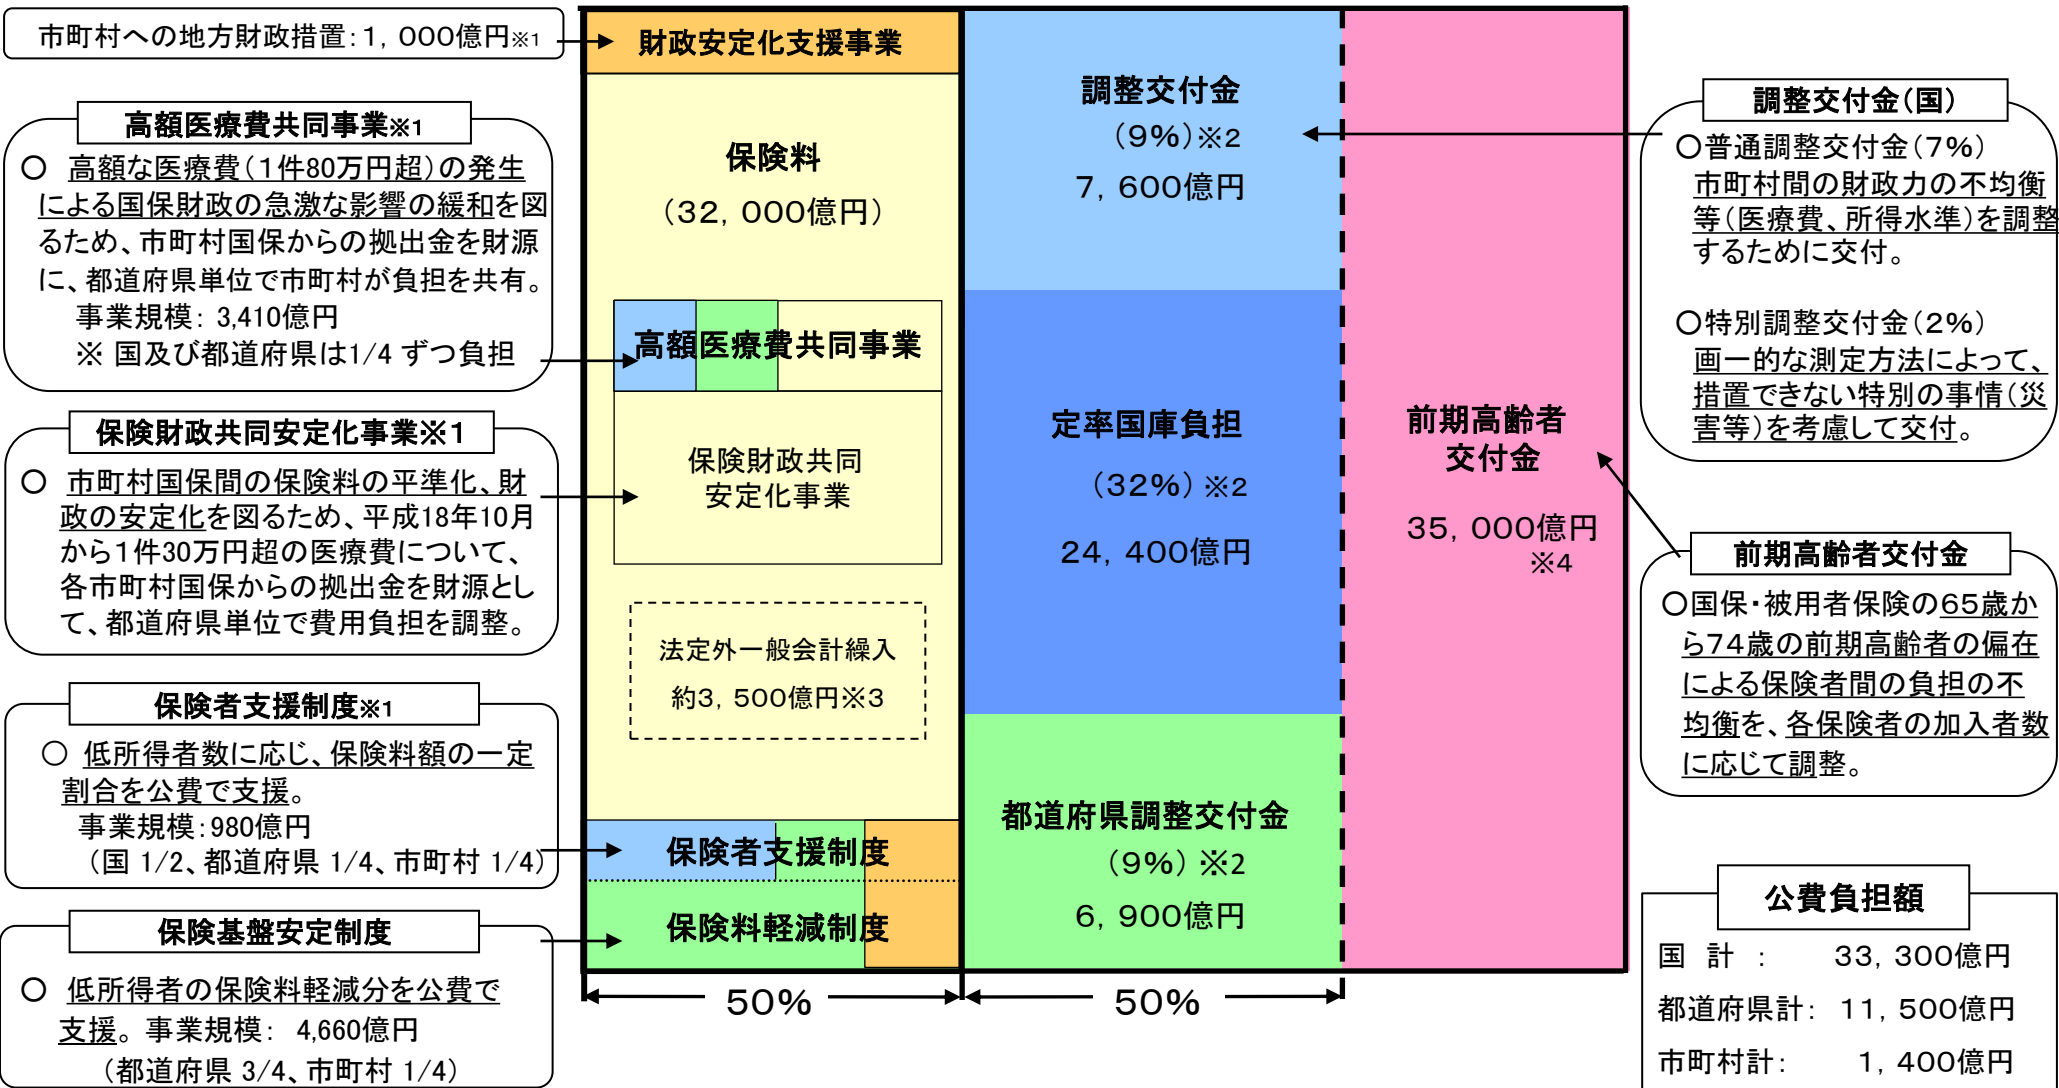 市町村への地方財政措置:1,000億円※1
高額医療費共同事業※1
○ 高額な医療費(1件80万円超)の発生
による国保財政の急激な影響の緩和を図
るため、市町村国保からの拠出金を財源
に、都道府県単位で市町村が負担を共有。
事業規模: 3,410億円
※ 国及び都道府県は1/4 ずつ負担
保険財政共同安定化事業※1
○ 市町村国保間の保険料の平準化、財
政の安定化を図るため、平成18年10月
から1件30万円超の医療費について、
各市町村国保からの拠出金を財源とし
て、都道府県単位で費用負担を調整。
保険者支援制度※1
○ 低所得者数に応じ、保険料額の一定
割合を公費で支援。
事業規模:980億円
(国 1/2、都道府県 1/4、市町村 1/4)
保険基盤安定制度
○ 低所得者の保険料軽減分を公費で
支援。事業規模: 4,660億円
(都道府県 3/4、市町村 1/4)
財政安定化支援事業
保険料
(32,000億円)
高額医療費共同事業
保険財政共同
安定化事業
法定外一般会計繰入
約3,500億円※3
保険者支援制度
保険料軽減制度
50%
調整交付金
(9%)※2
7,600億円
定率国庫負担
(32%)※2
24,400億円
都道府県調整交付金
(9%)※2
6,900億円
50%
前期高齢者
交付金
35,000億円
※4
調整交付金(国)
○普通調整交付金(7%)
市町村間の財政力の不均衡
等(医療費、所得水準)を調整
するために交付。
○特別調整交付金(2%)
画一的な測定方法によって、
措置できない特別の事情(災
害等)を考慮して交付。
前期高齢者交付金
○国保・被用者保険の65歳か
ら74歳の前期高齢者の偏在
による保険者間の負担の不
均衡を、各保険者の加入者数
に応じて調整。
公費負担額
国 計 : 33,300億円
都道府県計: 11,500億円
市町村計: 1,400億円